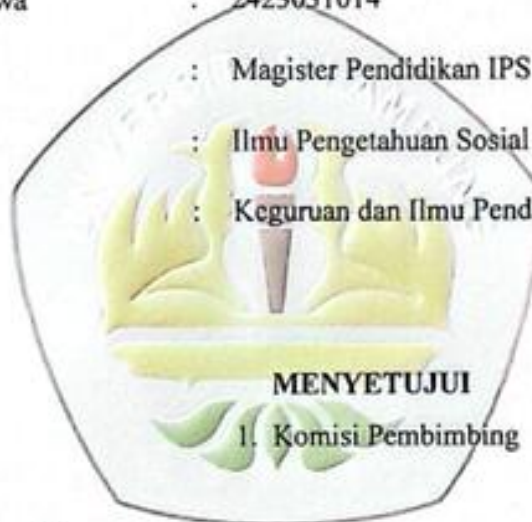 : Magister Pendidikan IPS
: Ilmu Pengetahuan Sosial
: Keguruan dan Ilmu Pend
MENYETUJUI
1. Komisi Pembimbing